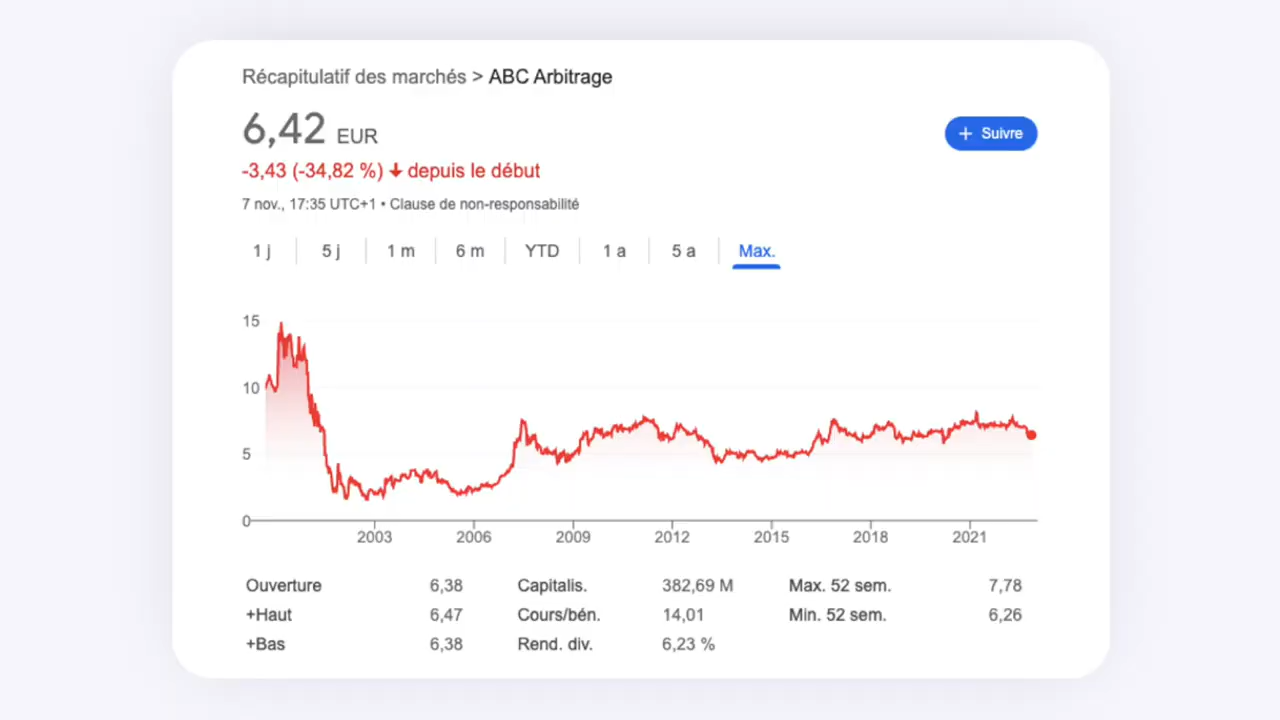 Récapitulatif des marchés > ABC Arbitrage
6,42 EUR
+ Suivre
-3,43 (-34,82 %) ↓ depuis le début
7 nov., 17:35 UTC+1 • Clause de non-responsabilité
1 j 5 j 1 m 6 m YTD 1 a 5 a Max.
15
10
5
0
2003 2006 2009 2012 2015 2018 2021
Ouverture 6,38 Capitalis. 382,69 M Max. 52 sem. 7,78
+Haut 6,47 Cours/bén. 14,01 Min. 52 sem. 6,26
+Bas 6,38 Rend. div. 6,23 %